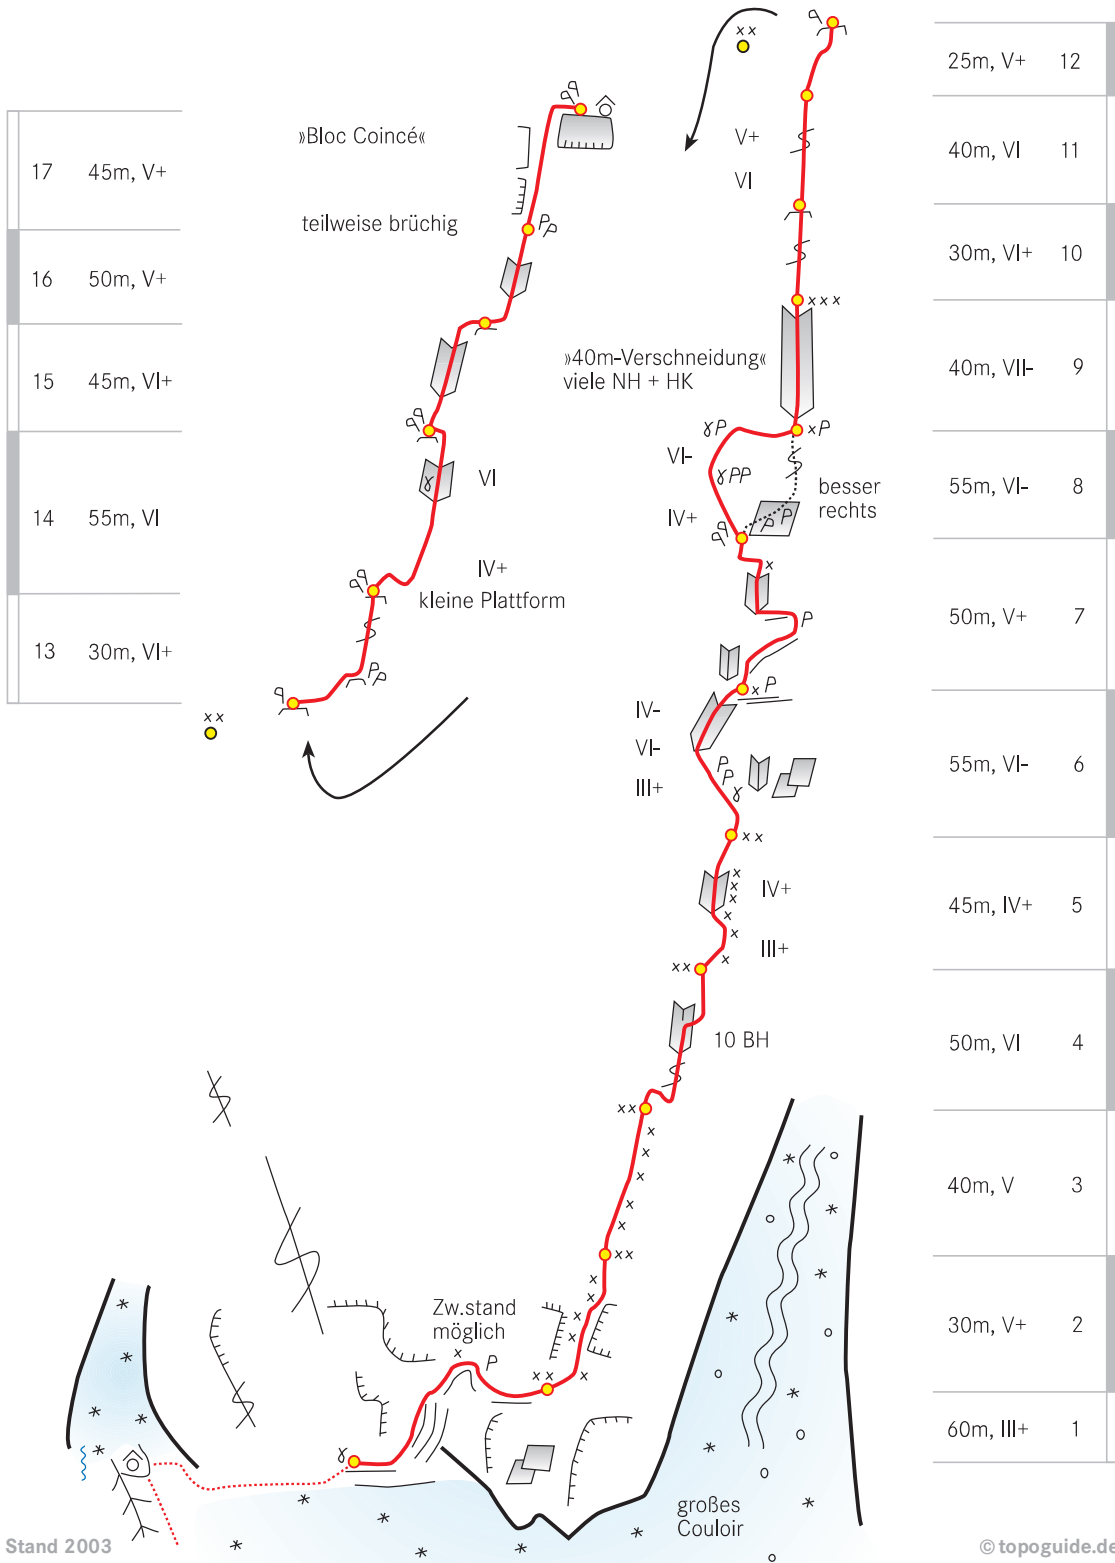 25m, V+ 12
40m, VI 11
30m, VI+ 10
40m, VII- 9
55m, VI- 8
50m, V+ 7
55m, VI- 6
45m, IV+ 5
50m, VI 4
40m, V 3
30m, V+ 2
60m, III+ 1
17 45m, V+
16 50m, V+
15 45m, VI+
14 55m, VI
13 30m, VI+
»Bloc Coincé«
teilweise brüchig
VI
IV+
kleine Plattform
V+
VI
»40m-Verschneidung«
viele NH + HK
VI-
IV+
besser
rechts
IV-
VI-
III+
IV+
III+
10 BH
Zw.stand
möglich
großes
Couloir
Stand 2003
© topoguide.de